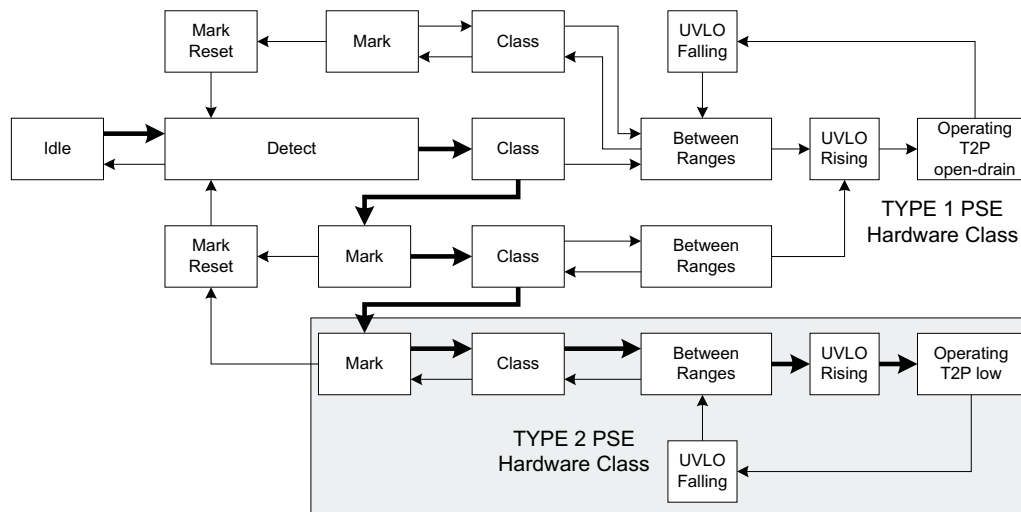 Mark
Reset
Mark
Class
UVLO
Falling
Idle
Detect
Class
Between
Ranges
UVLO
Rising
Operating
T2P
open-drain
TYPE 1 PSE
Hardware Class
Mark
Reset
Mark
Class
Between
Ranges
Mark
Class
Between
Ranges
UVLO
Rising
Operating
T2P low
TYPE 2 PSE
Hardware Class
UVLO
Falling